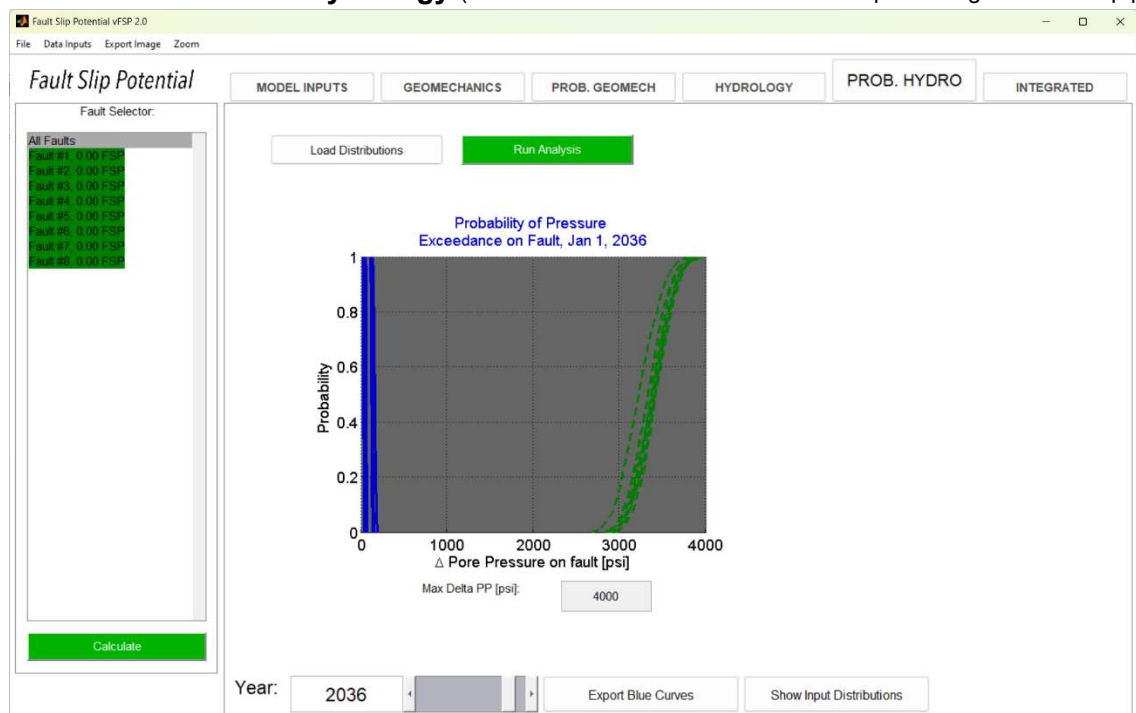 Fault Slip Potential vFSP 2.0
File Data Inputs Export Image Zoom
Fault Slip Potential
MODEL INPUTS GEOMECHANICS PROB. GEOMECH HYDROLOGY PROB. HYDRO INTEGRATED
Fault Selector:
All Faults
Fault #1, 0.00 FSP
Fault #2, 0.00 FSP
Fault #3, 0.00 FSP
Fault #4, 0.00 FSP
Fault #5, 0.00 FSP
Fault #6, 0.00 FSP
Fault #7, 0.00 FSP
Fault #8, 0.00 FSP
Calculate
Load Distributions Run Analysis
Probability of Pressure
Exceedance on Fault, Jan 1, 2036
Probability
1
0.8
0.6
0.4
0.2
0
0 1000 2000 3000 4000
Δ Pore Pressure on fault [psi]
Max Delta PP [psi]: 4000
Year: 2036 Export Blue Curves Show Input Distributions